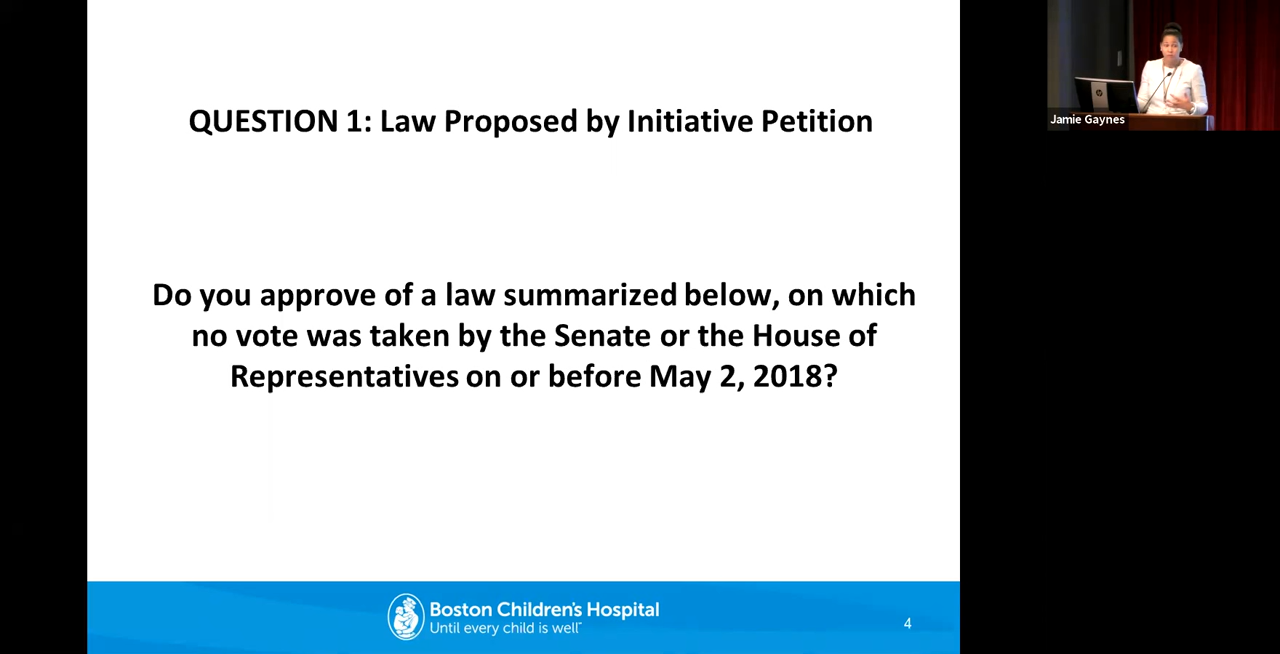 QUESTION 1: Law Proposed by Initiative Petition
Do you approve of a law summarized below, on which
no vote was taken by the Senate or the House of
Representatives on or before May 2, 2018?
Boston Children's Hospital
Until every child is well™
4
Jamie Gaynes